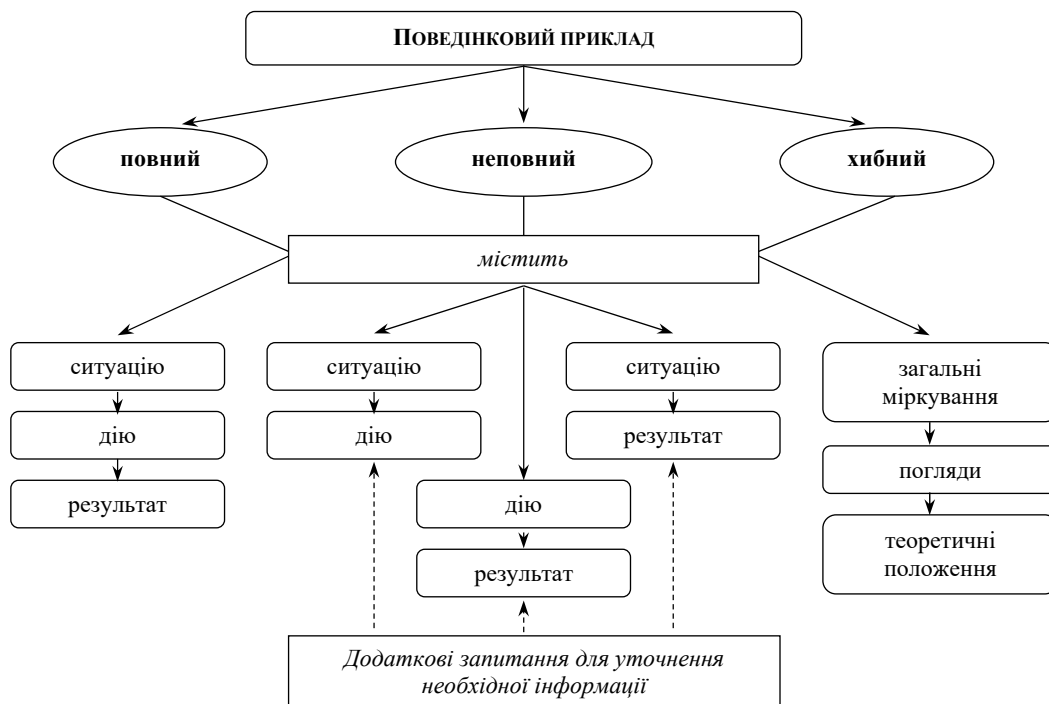 ПОВЕДІНКОВИЙ ПРИКЛАД
повний
неповний
хибний
містить
ситуацію
дію
результат
ситуацію
дію
дію
результат
ситуацію
результат
загальні
міркування
погляди
теоретичні
положення
Додаткові запитання для уточнення
необхідної інформації